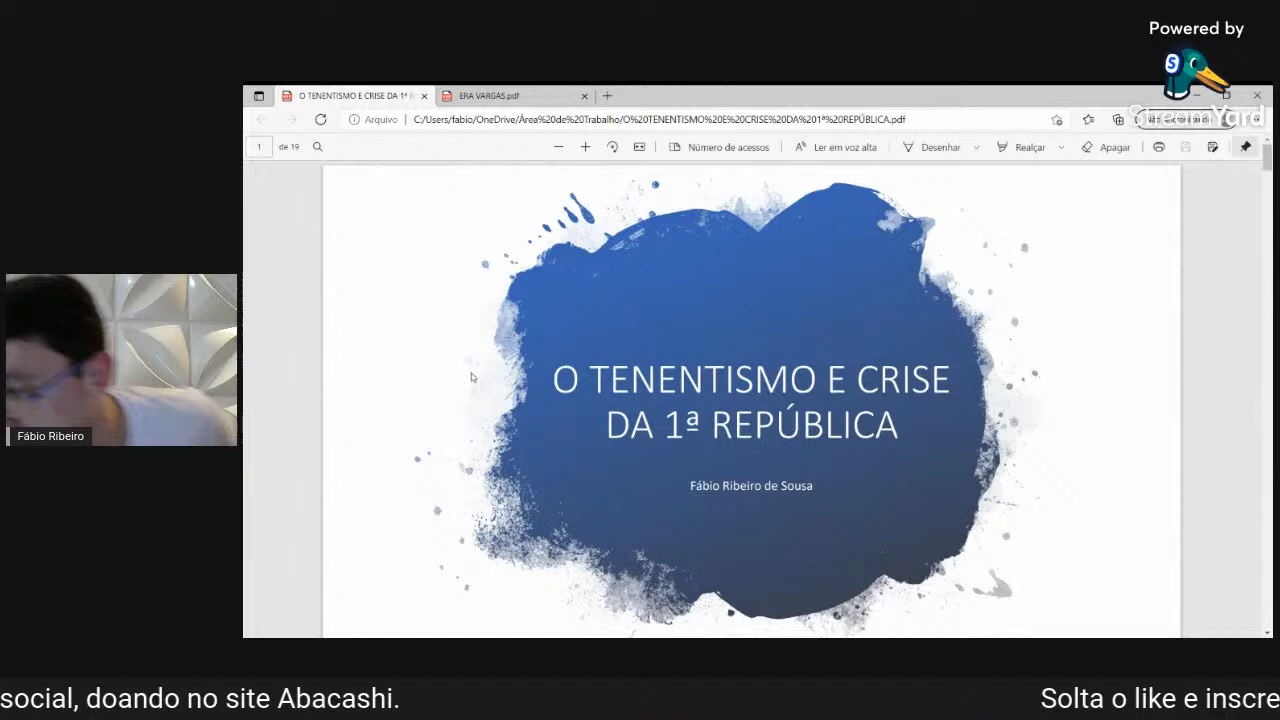 Powered by
StreamYard
O TENENTISMO E CRISE DA 1ª R
ERA VARGAS.pdf
Arquivo
C:/Users/fabio/OneDrive/Área%20de%20Trabalho/O%20TENENTISMO%20E%20CRISE%20DA%201ª%20REPÚBLICA.pdf
1 de 19
Número de acessos
Ler em voz alta
Desenhar
Realçar
Apagar
O TENENTISMO E CRISE
DA 1ª REPÚBLICA
Fábio Ribeiro de Sousa
Fábio Ribeiro
social, doando no site Abacashi.
Solta o like e inscre